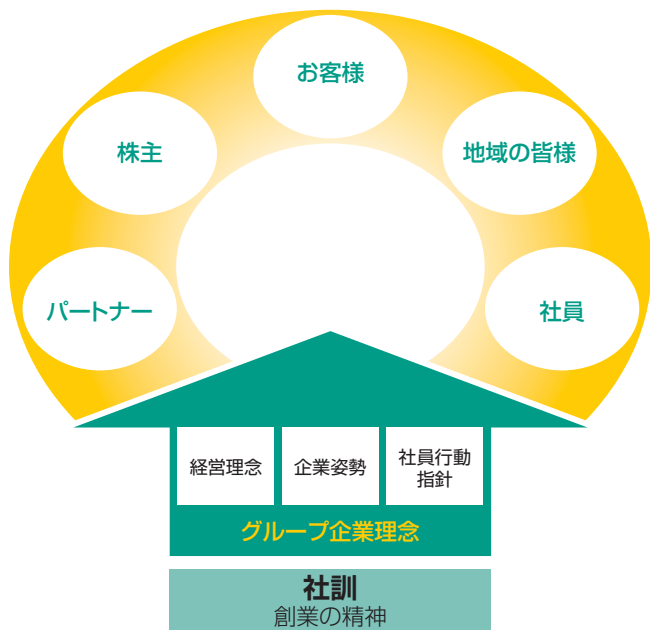 お客様
株主
地域の皆様
パートナー
社員
経営理念
企業姿勢
社員行動
指針
グループ企業理念
社訓
創業の精神